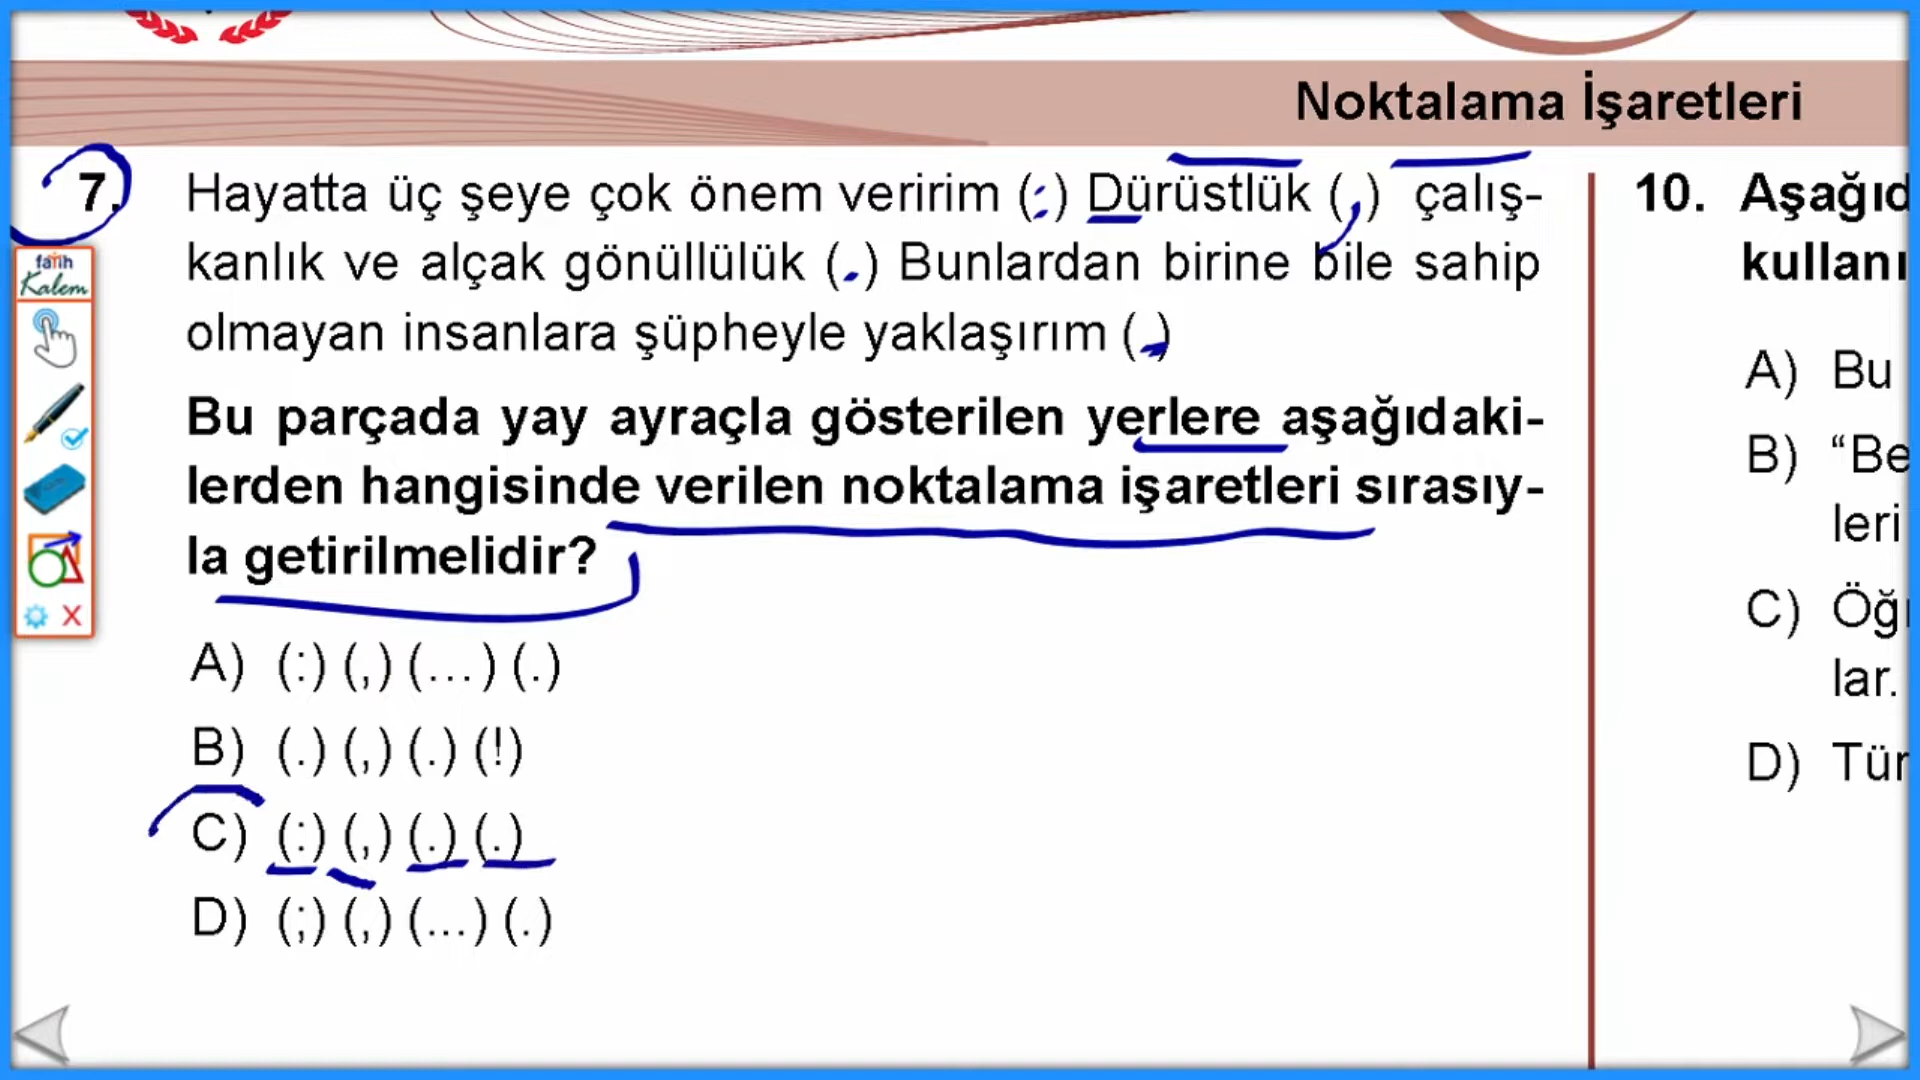 Noktalama İşaretleri
7. Hayatta üç şeye çok önem veririm (:) Dürüstlük (,) çalış-
kanlık ve alçak gönüllülük (.) Bunlardan birine bile sahip
olmayan insanlara şüpheyle yaklaşırım (.)
Bu parçada yay ayraçla gösterilen yerlere aşağıdaki-
lerden hangisinde verilen noktalama işaretleri sırasıy-
la getirilmelidir?
A) (:) (,) (...) (.)
B) (.) (,) (.) (!)
C) (:) (,) (.) (.)
D) (;) (,) (...) (.)
10. Aşağıd
kullanı
A) Bu
B) “Be
leri
C) Öğr
lar.
D) Tür
fatih
Kalem